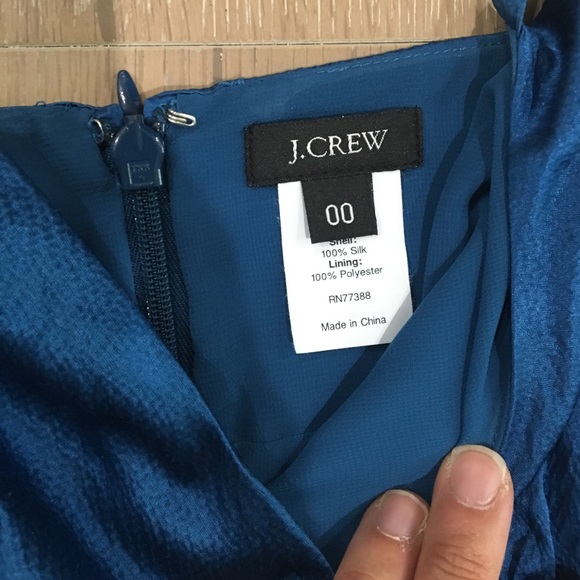 J.CREW
00
Shell:
100% Silk
Lining:
100% Polyester
RN77388
Made in China